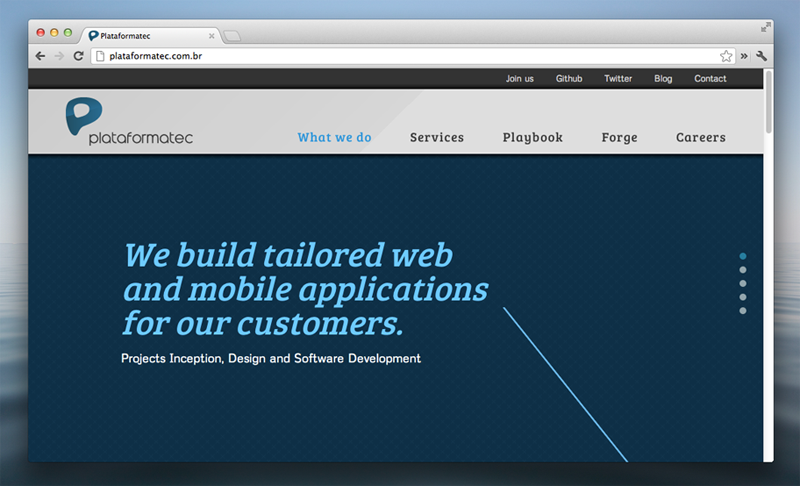 Plataformatec
plataformatec.com.br
Join us Github Twitter Blog Contact
plataformatec
What we do Services Playbook Forge Careers
We build tailored web
and mobile applications
for our customers.
Projects Inception, Design and Software Development